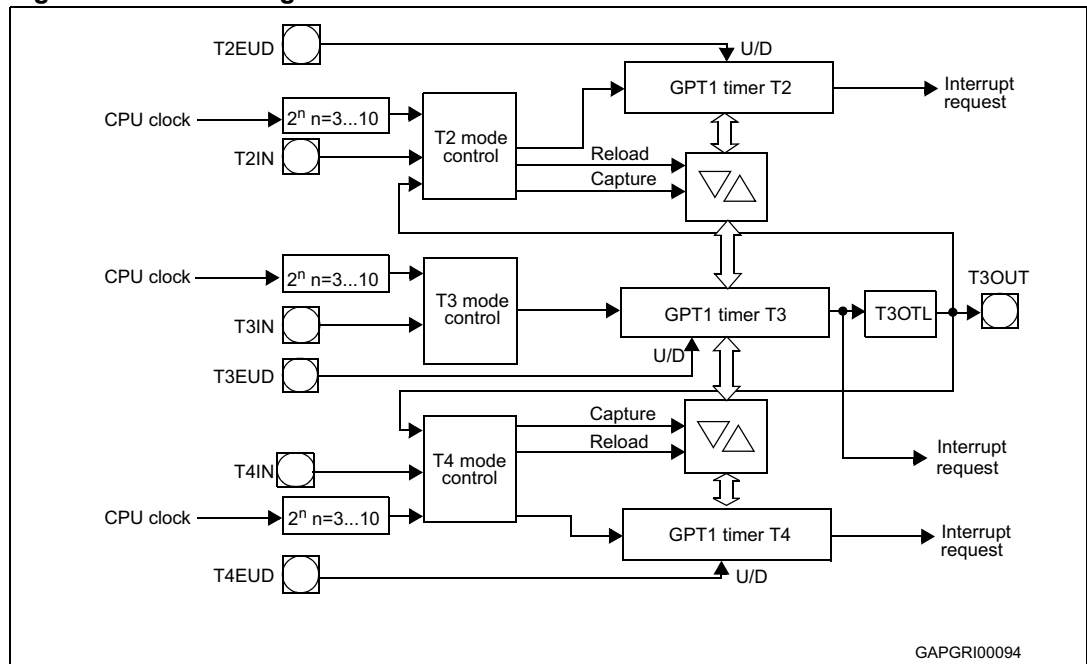 T2EUD
U/D
GPT1 timer T2
Interrupt
request
CPU clock
2ⁿ n=3...10
T2 mode
control
T2IN
Reload
Capture
CPU clock
2ⁿ n=3...10
T3 mode
control
T3OUT
GPT1 timer T3
T3OTL
T3IN
U/D
T3EUD
Capture
Reload
T4 mode
control
T4IN
Interrupt
request
CPU clock
2ⁿ n=3...10
GPT1 timer T4
Interrupt
request
T4EUD
U/D
GAPGRI00094